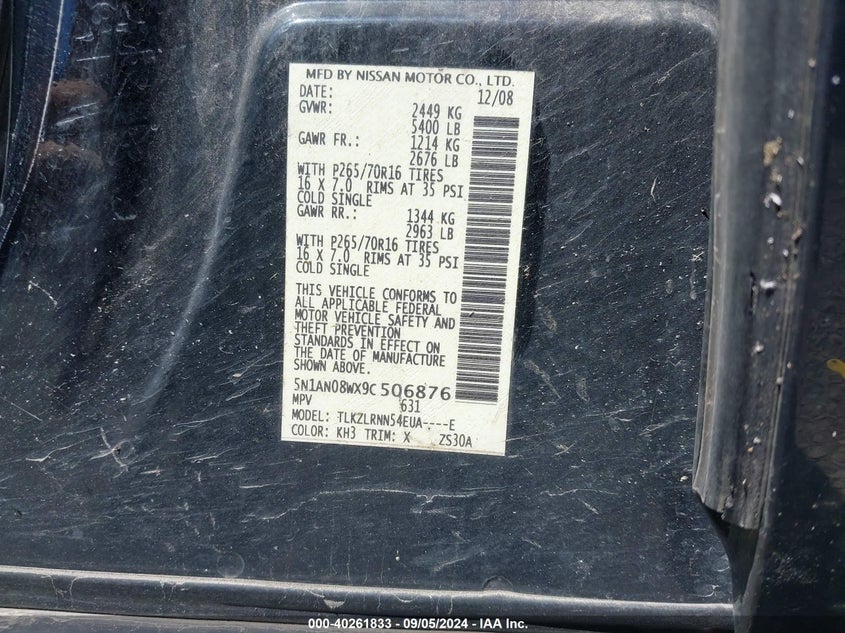 MFD BY NISSAN MOTOR CO., LTD.
DATE: 12/08
GVWR: 2449 KG
5400 LB
GAWR FR.: 1214 KG
2676 LB
WITH P265/70R16 TIRES
16 X 7.0 RIMS AT 35 PSI
COLD SINGLE
GAWR RR.: 1344 KG
2963 LB
WITH P265/70R16 TIRES
16 X 7.0 RIMS AT 35 PSI
COLD SINGLE
THIS VEHICLE CONFORMS TO
ALL APPLICABLE FEDERAL
MOTOR VEHICLE SAFETY AND
THEFT PREVENTION
STANDARDS IN EFFECT ON
THE DATE OF MANUFACTURE
SHOWN ABOVE.
5N1AN08WX9C506876
MPV 631
MODEL: TLKZLRNN54EUA----E
COLOR: KH3 TRIM: X ZS30A
000-40261833 - 09/05/2024 - IAA Inc.